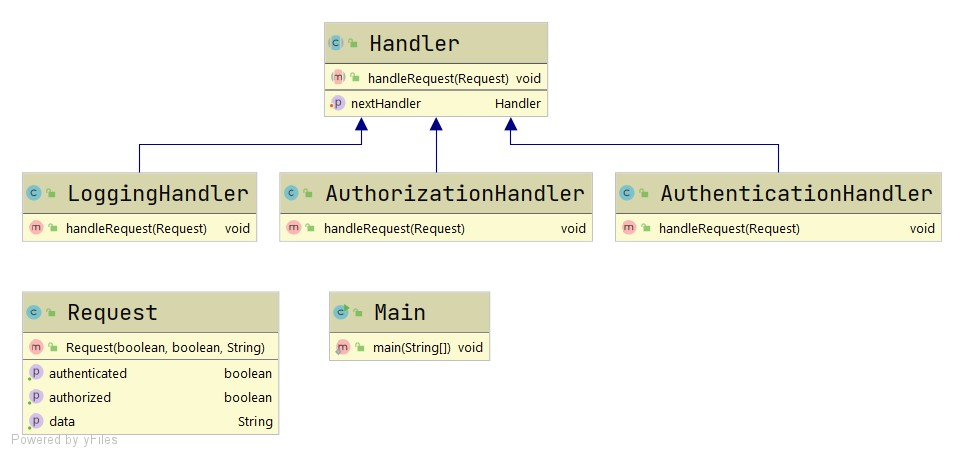 Handler
handleRequest(Request) void
nextHandler Handler
LoggingHandler
handleRequest(Request) void
AuthorizationHandler
handleRequest(Request) void
AuthenticationHandler
handleRequest(Request) void
Request
Request(boolean, boolean, String)
authenticated boolean
authorized boolean
data String
Main
main(String[]) void
Powered by yFiles